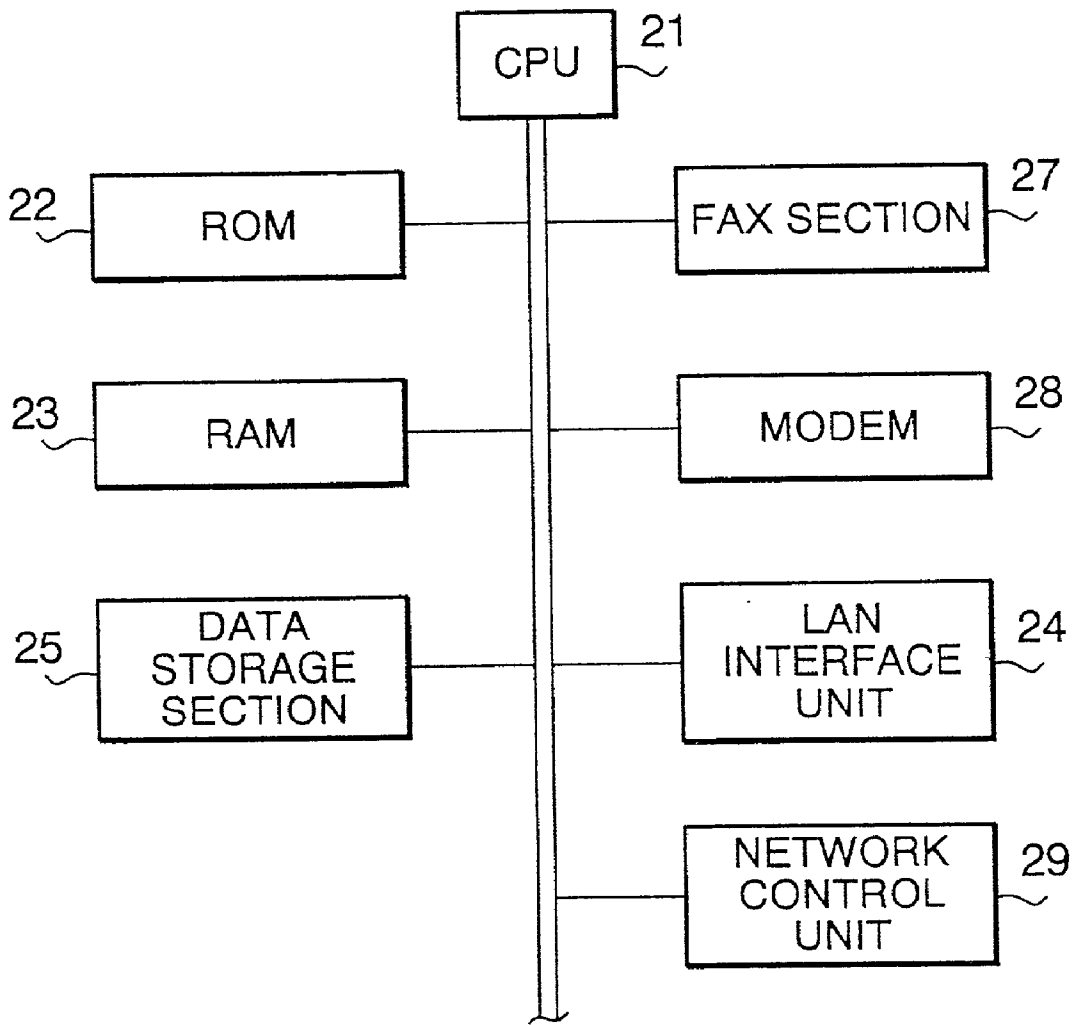 CPU
21
22
ROM
FAX SECTION
27
23
RAM
MODEM
28
25
DATA
STORAGE
SECTION
LAN
INTERFACE
UNIT
24
NETWORK
CONTROL
UNIT
29